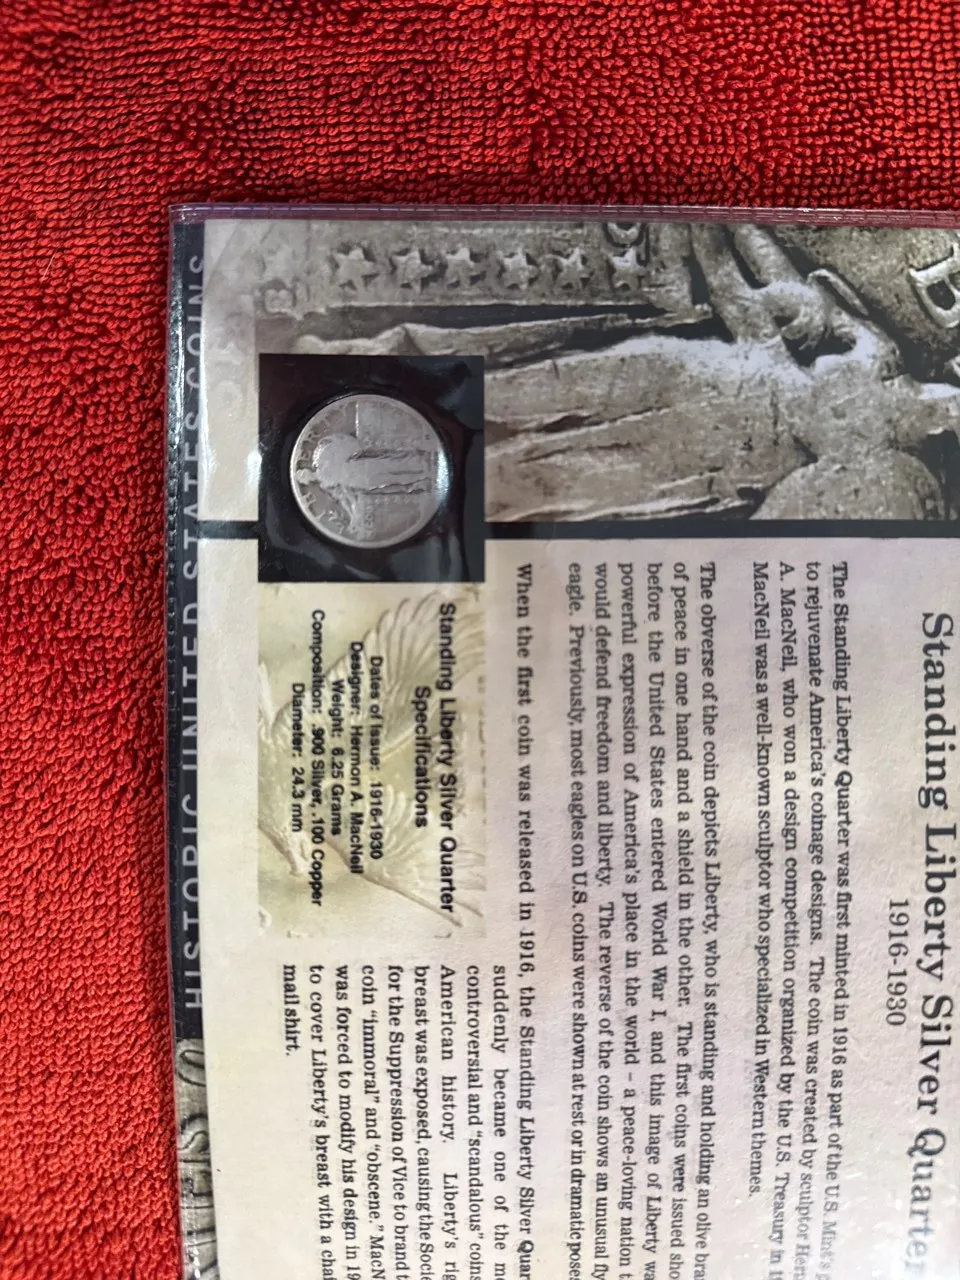 HISTORIC UNITED STATES COINS
Standing Liberty Silver Quarter
1916-1930
The Standing Liberty Quarter was first minted in 1916 as part of the U.S. Mint's
to rejuvenate America's coinage designs. The coin was created by sculptor
A. MacNeil, who won a design competition organized by the U.S. Treasury in
MacNeil was a well-known sculptor who specialized in Western themes.
The obverse of the coin depicts Liberty, who is standing and holding an olive
of peace in one hand and a shield in the other. The first coins were issued
before the United States entered World War I, and this image of Liberty
powerful expression of America's place in the world – a peace-loving nation
would defend freedom and liberty. The reverse of the coin shows an unusual
eagle. Previously, most eagles on U.S. coins were shown at rest or in dramatic
When the first coin was released in 1916, the Standing Liberty Silver
suddenly became one of the
controversial and "scandalous" coins
American history. Liberty's
breast was exposed, causing the
for the Suppression of Vice to brand
coin "immoral" and "obscene."
was forced to modify his design in
to cover Liberty's breast with a
mail shirt.
Standing Liberty Silver Quarter
Specifications
Dates of Issue: 1916-1930
Designer: Hermon A. MacNeil
Weight: 6.25 Grams
Composition: .900 Silver, .100 Copper
Diameter: 24.3 mm